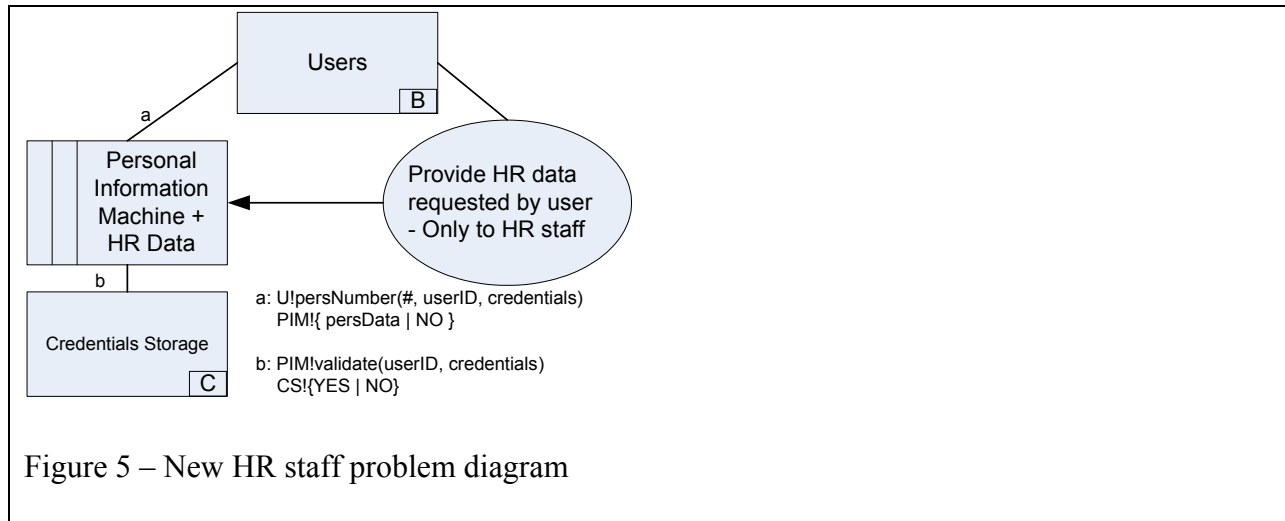 Users
B
a
Personal
Information
Machine +
HR Data
Provide HR data
requested by user
- Only to HR staff
b
Credentials Storage
C
a: U!persNumber(#, userID, credentials)
PIM!{ persData | NO }
b: PIM!validate(userID, credentials)
CS!{YES | NO}
Figure 5 – New HR staff problem diagram